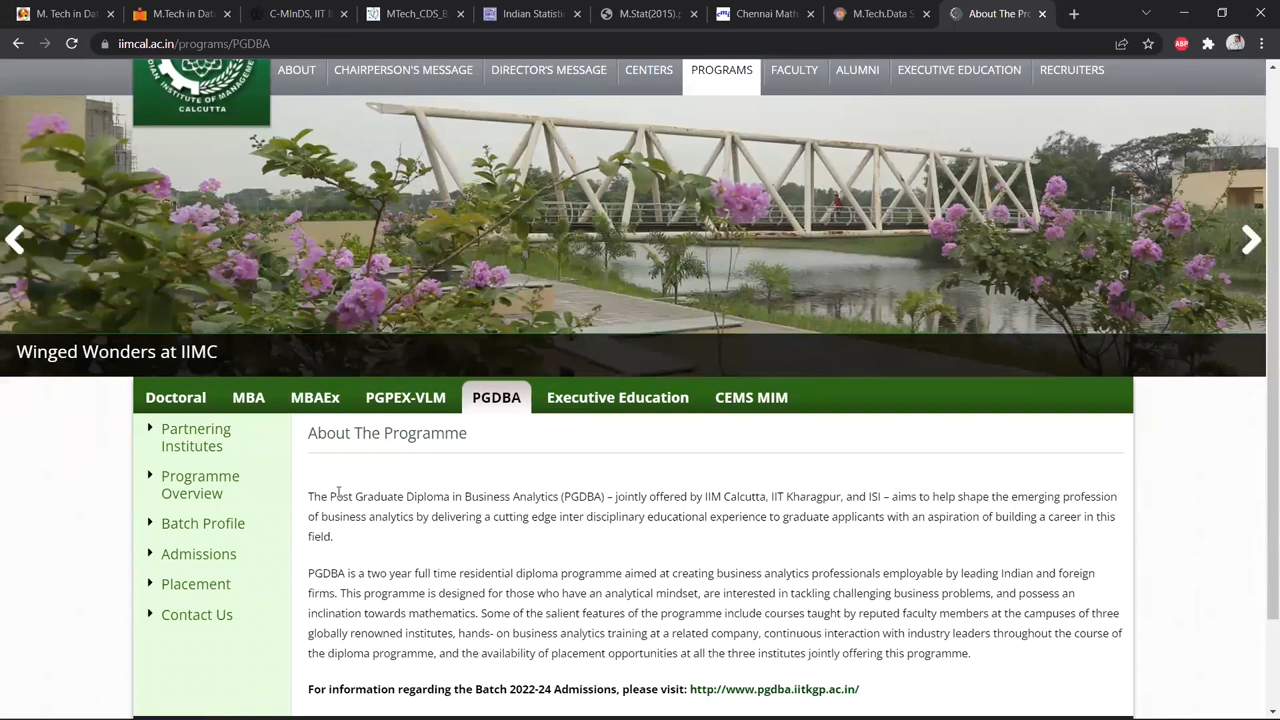 M. Tech in Dat
M.Tech in Data
C-MInDS, IIT B
MTech_CDS_B
Indian Statistic
M.Stat(2015).p
Chennai Math
M.Tech.Data S
About The Pro
iimcal.ac.in/programs/PGDBA
ABP
INSTITUTE OF MANAGEMENT
CALCUTTA
ABOUT CHAIRPERSON'S MESSAGE DIRECTOR'S MESSAGE CENTERS PROGRAMS FACULTY ALUMNI EXECUTIVE EDUCATION RECRUITERS
Winged Wonders at IIMC
Doctoral MBA MBAEx PGPEX-VLM PGDBA Executive Education CEMS MIM
Partnering
Institutes
Programme
Overview
Batch Profile
Admissions
Placement
Contact Us
About The Programme
The Post Graduate Diploma in Business Analytics (PGDBA) – jointly offered by IIM Calcutta, IIT Kharagpur, and ISI – aims to help shape the emerging profession
of business analytics by delivering a cutting edge inter disciplinary educational experience to graduate applicants with an aspiration of building a career in this
field.
PGDBA is a two year full time residential diploma programme aimed at creating business analytics professionals employable by leading Indian and foreign
firms. This programme is designed for those who have an analytical mindset, are interested in tackling challenging business problems, and possess an
inclination towards mathematics. Some of the salient features of the programme include courses taught by reputed faculty members at the campuses of three
globally renowned institutes, hands- on business analytics training at a related company, continuous interaction with industry leaders throughout the course of
the diploma programme, and the availability of placement opportunities at all the three institutes jointly offering this programme.
For information regarding the Batch 2022-24 Admissions, please visit: http://www.pgdba.iitkgp.ac.in/